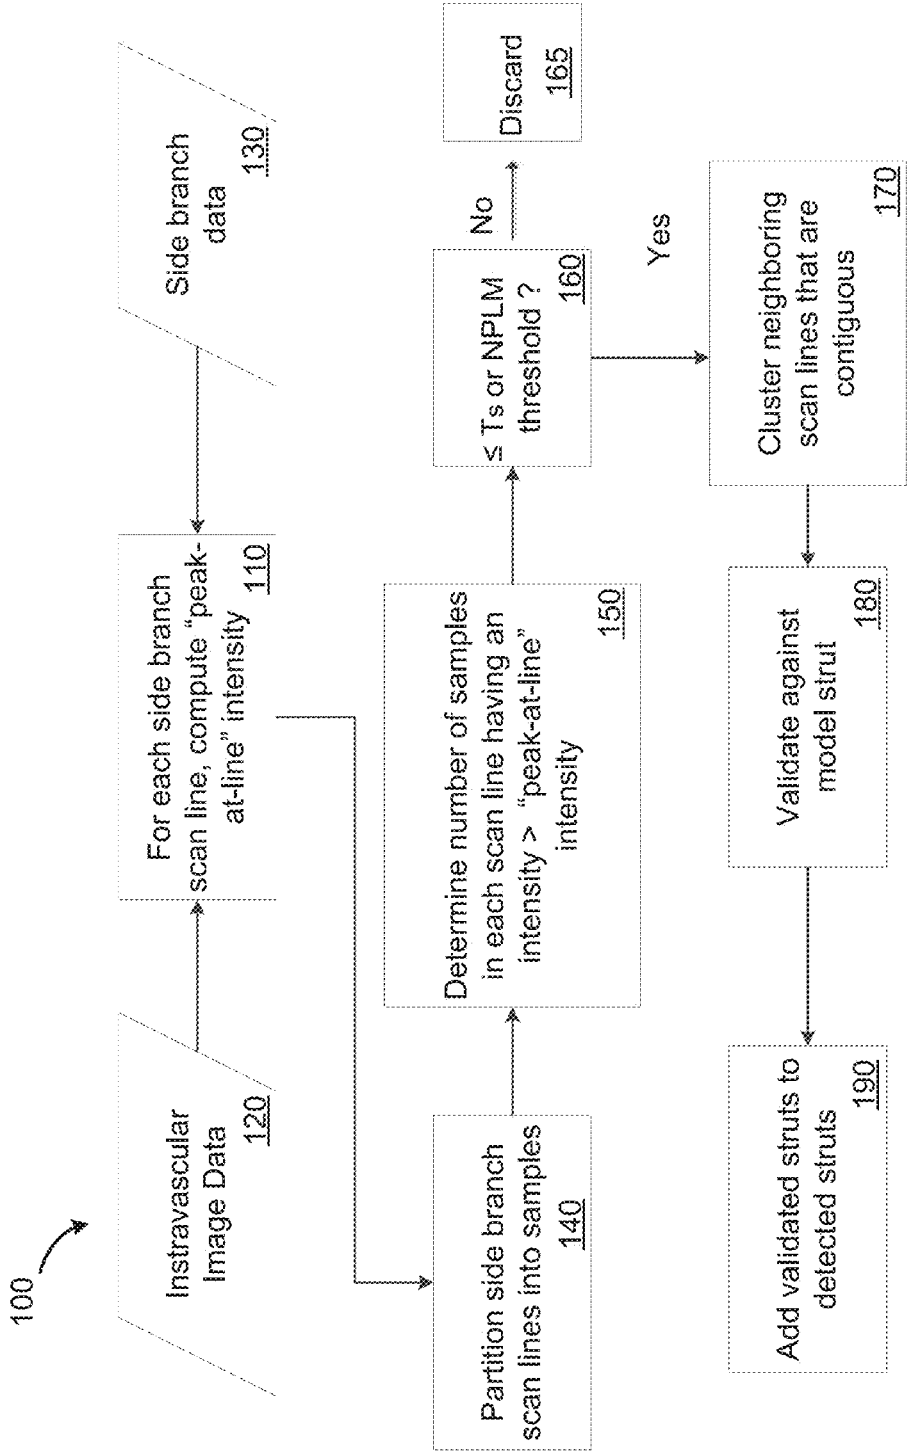 100
Instravascular
Image Data
120
For each side branch
scan line, compute “peak-
at-line” intensity
110
Side branch
data
130
Partition side branch
scan lines into samples
140
Determine number of samples
in each scan line having an
intensity > “peak-at-line”
intensity
150
≤ Ts or NPLM
threshold ?
160
No
Discard
165
Yes
Cluster neighboring
scan lines that are
contiguous
170
Validate against
model strut
180
Add validated struts to
detected struts
190